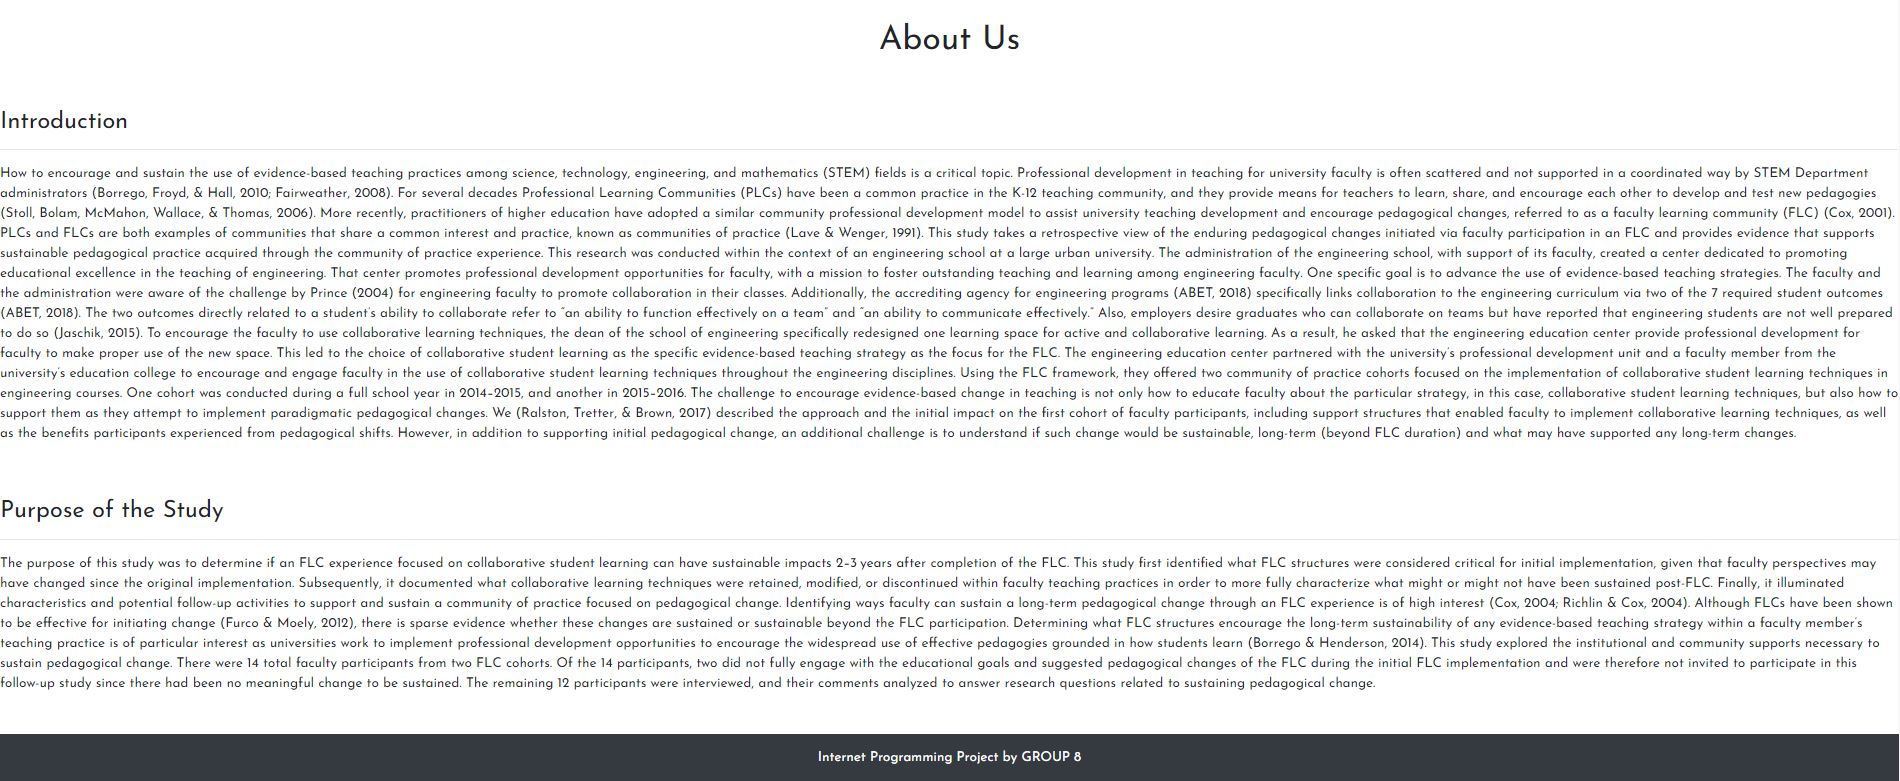 About Us
Introduction
How to encourage and sustain the use of evidence-based teaching practices among science, technology, engineering, and mathematics (STEM) fields is a critical topic. Professional development in teaching for university faculty is often scattered and not supported in a coordinated way by STEM Department
administrators (Borrego, Froyd, & Hall, 2010; Fairweather, 2008). For several decades Professional Learning Communities (PLCs) have been a common practice in the K-12 teaching community, and they provide means for teachers to learn, share, and encourage each other to develop and test new pedagogies
(Stoll, Bolam, McMahon, Wallace, & Thomas, 2006). More recently, practitioners of higher education have adopted a similar community professional development model to assist university teaching development and encourage pedagogical changes, referred to as a faculty learning community (FLC) (Cox, 2001).
PLCs and FLCs are both examples of communities that share a common interest and practice, known as communities of practice (Lave & Wenger, 1991). This study takes a retrospective view of the enduring pedagogical changes initiated via faculty participation in an FLC and provides evidence that supports
sustainable pedagogical practice acquired through the community of practice experience. This research was conducted within the context of an engineering school at a large urban university. The administration of the engineering school, with support of its faculty, created a center dedicated to promoting
educational excellence in the teaching of engineering. That center promotes professional development opportunities for faculty, with a mission to foster outstanding teaching and learning among engineering faculty. One specific goal is to advance the use of evidence-based teaching strategies. The faculty and
the administration were aware of the challenge by Prince (2004) for engineering faculty to promote collaboration in their classes. Additionally, the accrediting agency for engineering programs (ABET, 2018) specifically links collaboration to the engineering curriculum via two of the 7 required student outcomes
(ABET, 2018). The two outcomes directly related to a student's ability to collaborate refer to "an ability to function effectively on a team" and "an ability to communicate effectively." Also, employers desire graduates who can collaborate on teams but have reported that engineering students are not well prepared
to do so (Jaschik, 2015). To encourage the faculty to use collaborative learning techniques, the dean of the school of engineering specifically redesigned one learning space for active and collaborative learning. As a result, he asked that the engineering education center provide professional development for
faculty to make proper use of the new space. This led to the choice of collaborative student learning as the specific evidence-based teaching strategy as the focus for the FLC. The engineering education center partnered with the university's professional development unit and a faculty member from the
university's education college to encourage and engage faculty in the use of collaborative student learning techniques throughout the engineering disciplines. Using the FLC framework, they offered two community of practice cohorts focused on the implementation of collaborative student learning techniques in
engineering courses. One cohort was conducted during a full school year in 2014–2015, and another in 2015–2016. The challenge to encourage evidence-based change in teaching is not only how to educate faculty about the particular strategy, in this case, collaborative student learning techniques, but also how to
support them as they attempt to implement paradigmatic pedagogical changes. We (Ralston, Tretter, & Brown, 2017) described the approach and the initial impact on the first cohort of faculty participants, including support structures that enabled faculty to implement collaborative learning techniques, as well
as the benefits participants experienced from pedagogical shifts. However, in addition to supporting initial pedagogical change, an additional challenge is to understand if such change would be sustainable, long-term (beyond FLC duration) and what may have supported any long-term changes.
Purpose of the Study
The purpose of this study was to determine if an FLC experience focused on collaborative student learning can have sustainable impacts 2–3 years after completion of the FLC. This study first identified what FLC structures were considered critical for initial implementation, given that faculty perspectives may
have changed since the original implementation. Subsequently, it documented what collaborative learning techniques were retained, modified, or discontinued within faculty teaching practices in order to more fully characterize what might or might not have been sustained post-FLC. Finally, it illuminated
characteristics and potential follow-up activities to support and sustain a community of practice focused on pedagogical change. Identifying ways faculty can sustain a long-term pedagogical change through an FLC experience is of high interest (Cox, 2004; Richlin & Cox, 2004). Although FLCs have been shown
to be effective for initiating change (Furco & Moely, 2012), there is sparse evidence whether these changes are sustained or sustainable beyond the FLC participation. Determining what FLC structures encourage the long-term sustainability of any evidence-based teaching strategy within a faculty member's
teaching practice is of particular interest as universities work to implement professional development opportunities to encourage the widespread use of effective pedagogies grounded in how students learn (Borrego & Henderson, 2014). This study explored the institutional and community supports necessary to
sustain pedagogical change. There were 14 total faculty participants from two FLC cohorts. Of the 14 participants, two did not fully engage with the educational goals and suggested pedagogical changes of the FLC during the initial FLC implementation and were therefore not invited to participate in this
follow-up study since there had been no meaningful change to be sustained. The remaining 12 participants were interviewed, and their comments analyzed to answer research questions related to sustaining pedagogical change.
Internet Programming Project by GROUP 8